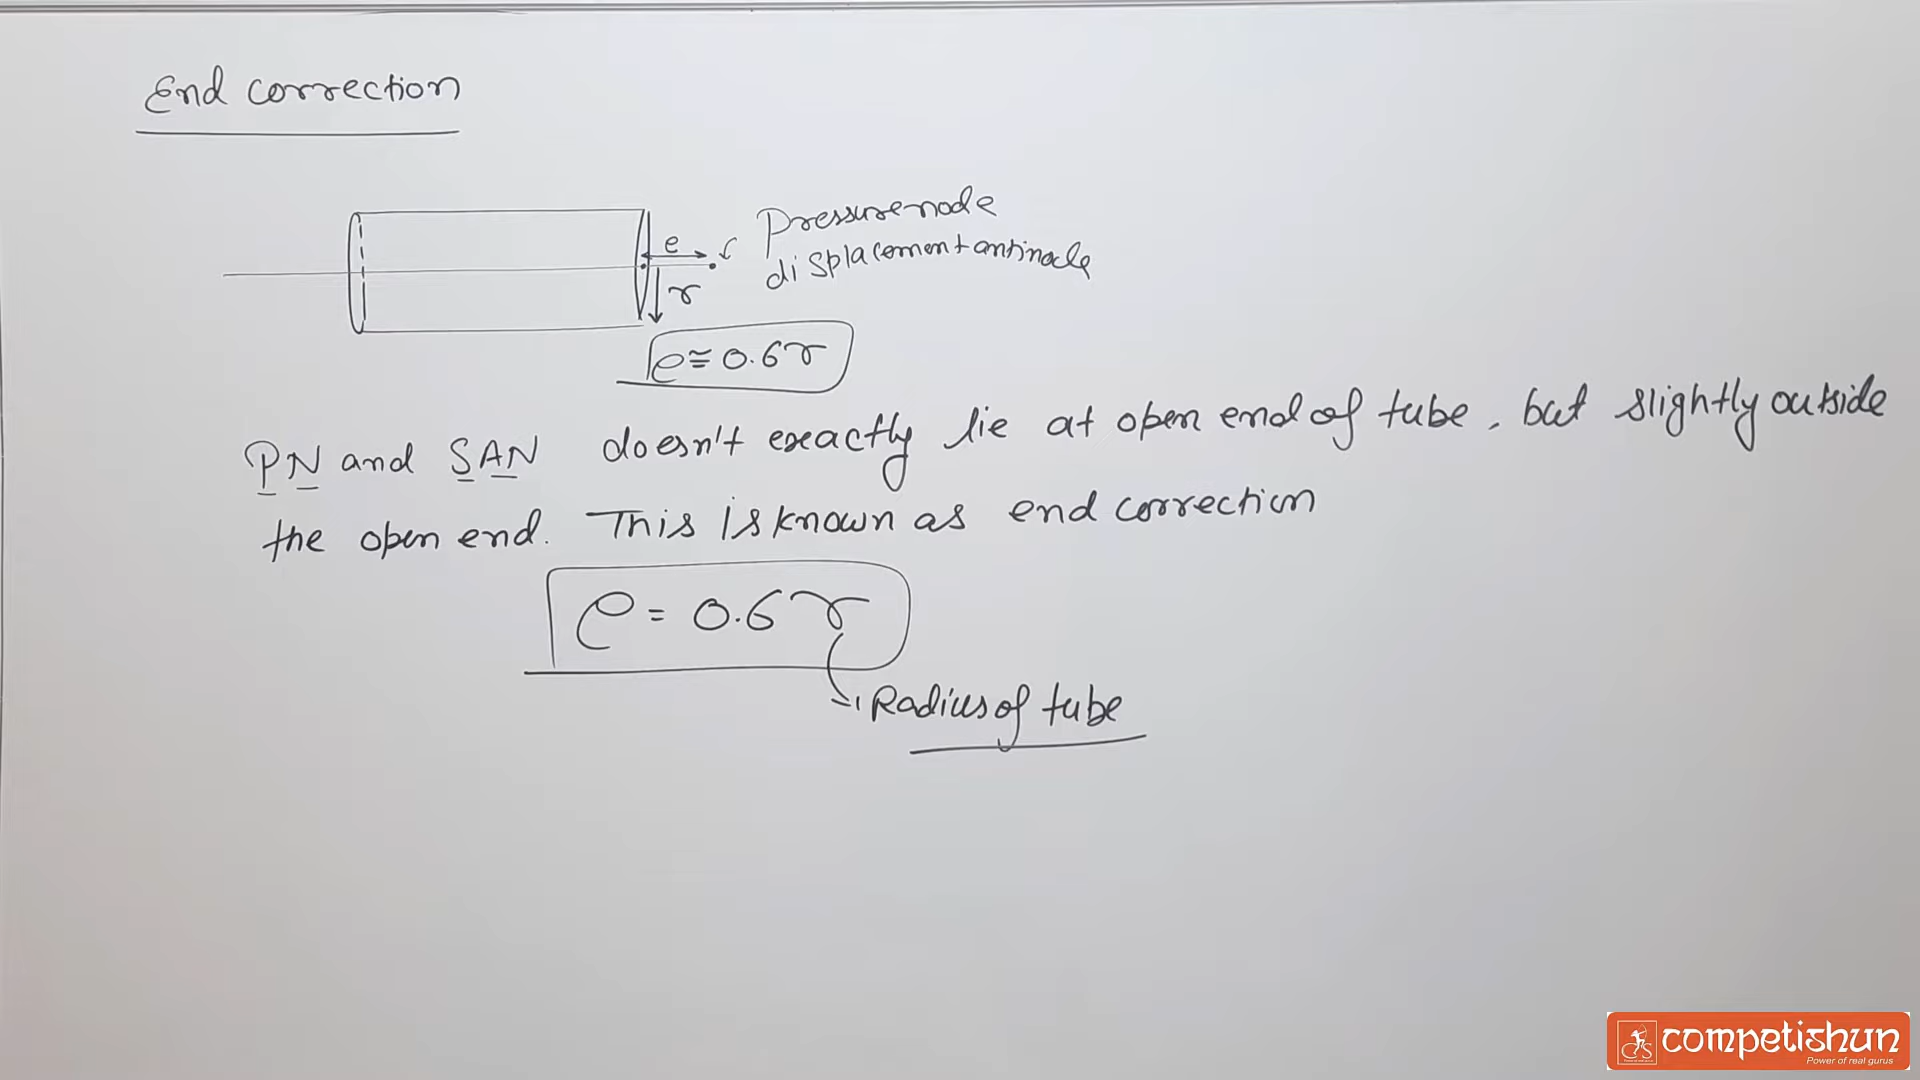 End correction
e
r
Pressure node
displacement antinode
e ≅ 0.6r
PN and SAN doesn't exactly lie at open end of tube, but slightly outside
the open end. This is known as end correction
e = 0.6r
Radius of tube
competishun
Power of real gurus